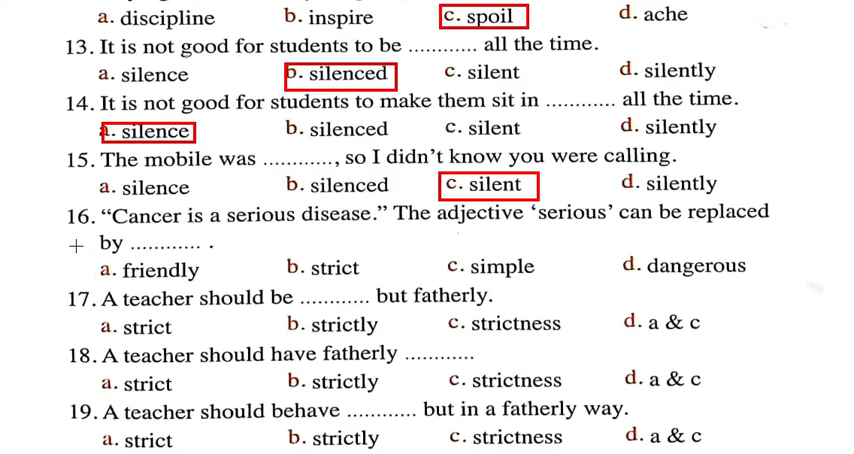 a. discipline b. inspire c. spoil d. ache
13. It is not good for students to be ............ all the time.
a. silence b. silenced c. silent d. silently
14. It is not good for students to make them sit in ............ all the time.
a. silence b. silenced c. silent d. silently
15. The mobile was ............, so I didn't know you were calling.
a. silence b. silenced c. silent d. silently
16. “Cancer is a serious disease.” The adjective ‘serious’ can be replaced
by ............ .
a. friendly b. strict c. simple d. dangerous
17. A teacher should be ............ but fatherly.
a. strict b. strictly c. strictness d. a & c
18. A teacher should have fatherly ............
a. strict b. strictly c. strictness d. a & c
19. A teacher should behave ............ but in a fatherly way.
a. strict b. strictly c. strictness d. a & c